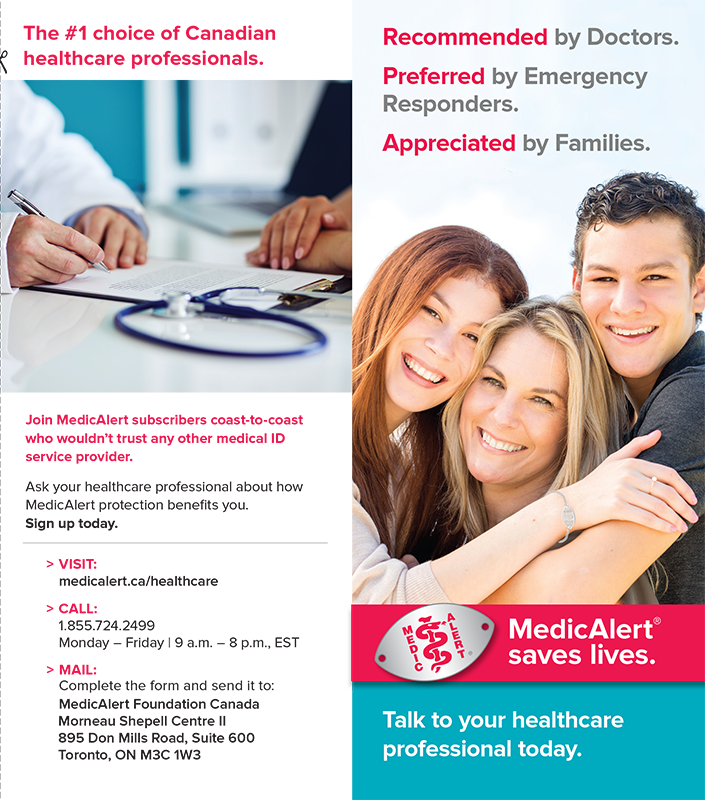 The #1 choice of Canadian
healthcare professionals.
Join MedicAlert subscribers coast-to-coast
who wouldn't trust any other medical ID
service provider.
Ask your healthcare professional about how
MedicAlert protection benefits you.
Sign up today.
> VISIT:
medicalert.ca/healthcare
> CALL:
1.855.724.2499
Monday – Friday | 9 a.m. – 8 p.m., EST
> MAIL:
Complete the form and send it to:
MedicAlert Foundation Canada
Morneau Shepell Centre II
895 Don Mills Road, Suite 600
Toronto, ON M3C 1W3
Recommended by Doctors.
Preferred by Emergency
Responders.
Appreciated by Families.
MEDIC ALERT®
MedicAlert®
saves lives.
Talk to your healthcare
professional today.